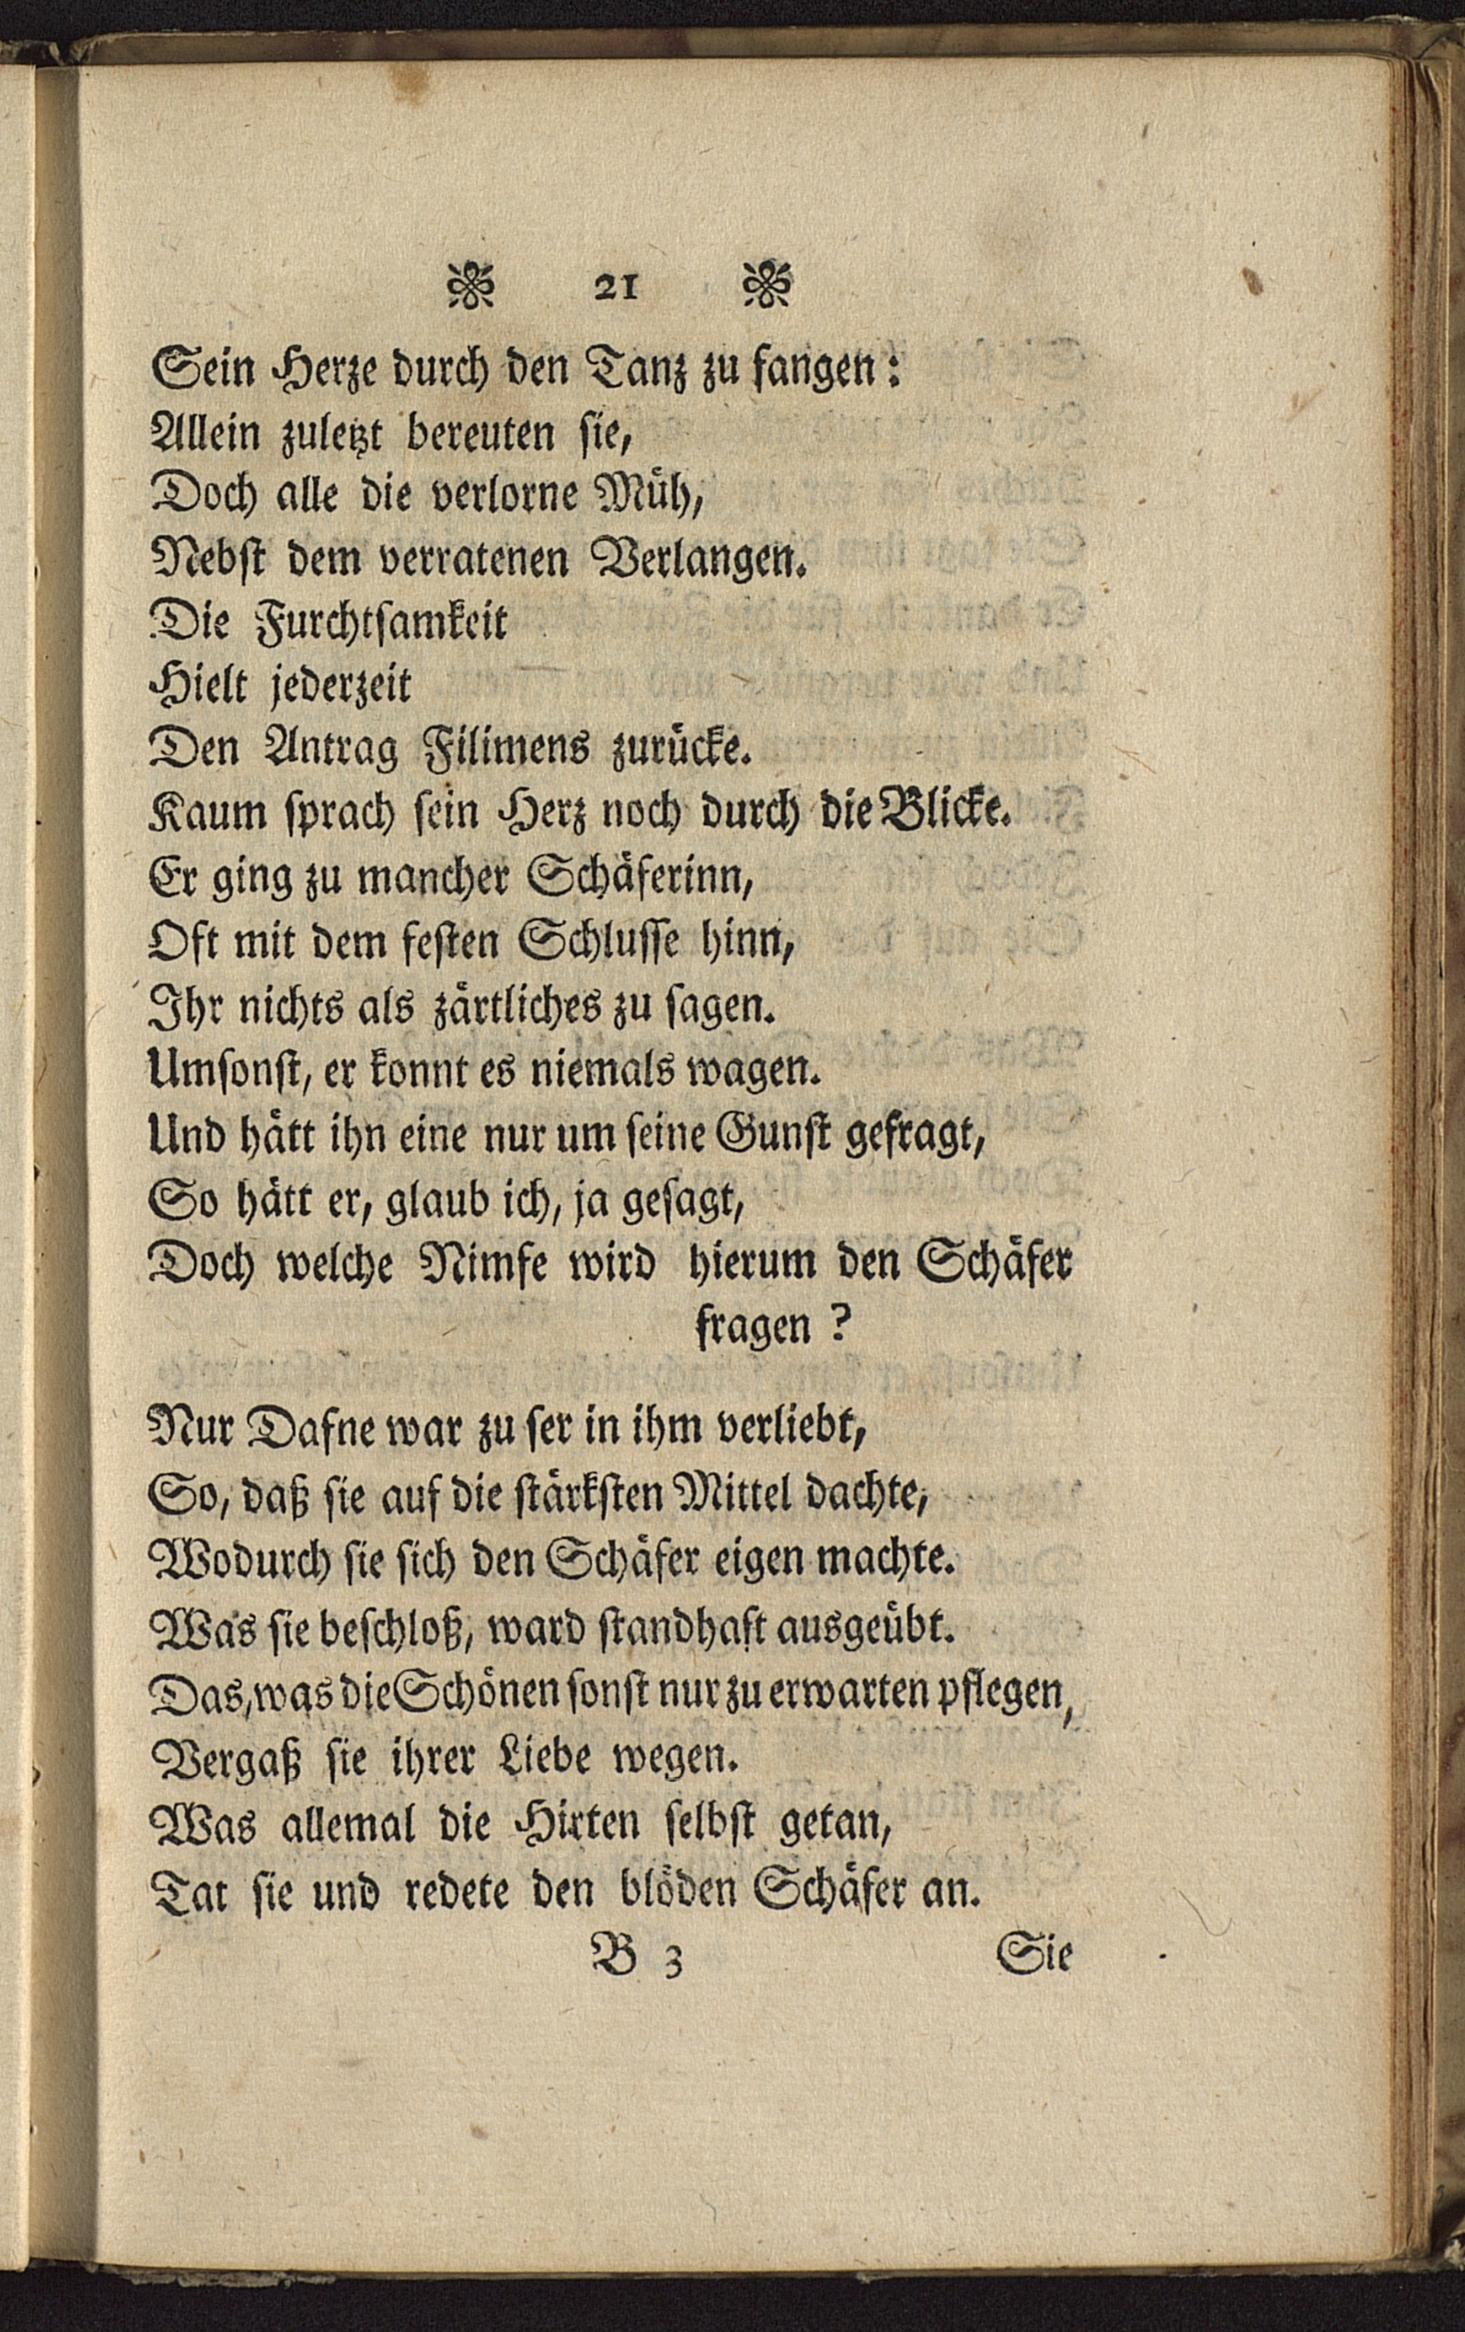 21
Sein Herze durch den Tanz zu fangen:
Allein zuletzt bereuten sie,
Doch alle die verlorne Müh,
Nebst dem verratenen Verlangen.
Die Furchtsamkeit
Hielt jederzeit
Den Antrag Filimens zurücke.
Kaum sprach sein Herz noch durch die Blicke.
Er ging zu mancher Schäferinn,
Oft mit dem festen Schlusse hinn,
Ihr nichts als zärtliches zu sagen.
Umsonst, er konnt es niemals wagen.
Und hätt ihn eine nur um seine Gunst gefragt,
So hätt er, glaub ich, ja gesagt,
Doch welche Nimfe wird hierum den Schäfer
fragen?
Nur Dafne war zu ser in ihm verliebt,
So, daß sie auf die stärksten Mittel dachte,
Wodurch sie sich den Schäfer eigen machte.
Was sie beschloß, ward standhaft ausgeübt.
Das, was die Schönen sonst nur zu erwarten pflegen,
Vergaß sie ihrer Liebe wegen.
Was allemal die Hirten selbst getan,
Tat sie und redete den blöden Schäfer an.
B 3 Sie